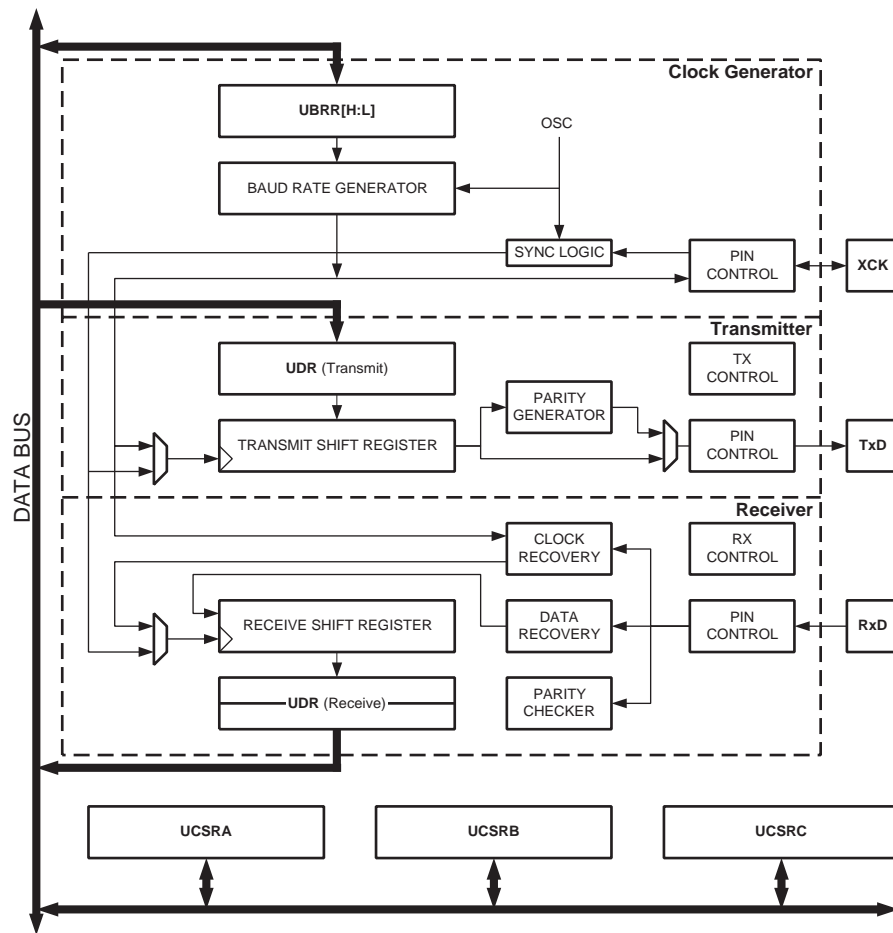 Clock Generator
UBRR[H:L]
OSC
BAUD RATE GENERATOR
SYNC LOGIC
PIN
CONTROL
XCK
Transmitter
UDR (Transmit)
TX
CONTROL
PARITY
GENERATOR
TRANSMIT SHIFT REGISTER
PIN
CONTROL
TxD
DATA BUS
Receiver
CLOCK
RECOVERY
RX
CONTROL
RECEIVE SHIFT REGISTER
DATA
RECOVERY
PIN
CONTROL
RxD
UDR (Receive)
PARITY
CHECKER
UCSRA
UCSRB
UCSRC